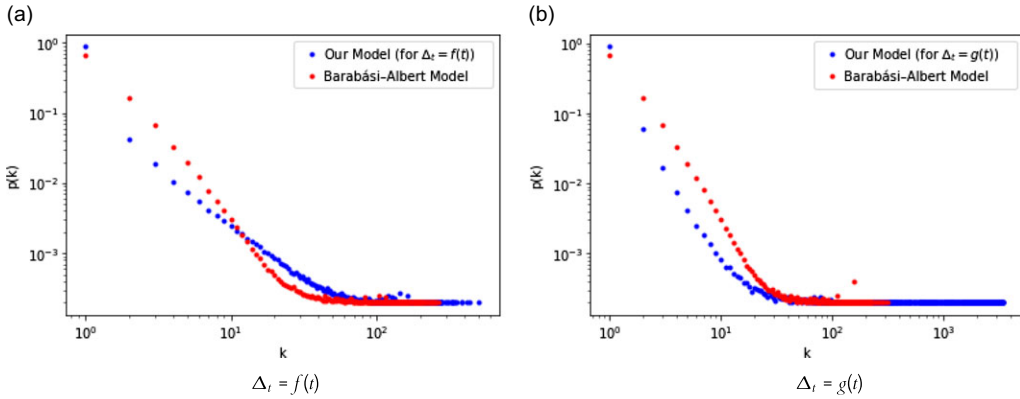 (a)
(b)
Our Model (for Δt = f(t))
Barabási–Albert Model
Our Model (for Δt = g(t))
Barabási–Albert Model
10⁰
10⁻¹
10⁻²
10⁻³
p(k)
10⁰
10¹
10²
k
10⁰
10⁻¹
10⁻²
10⁻³
p(k)
10⁰
10¹
10²
10³
k
Δt = f(t)
Δt = g(t)